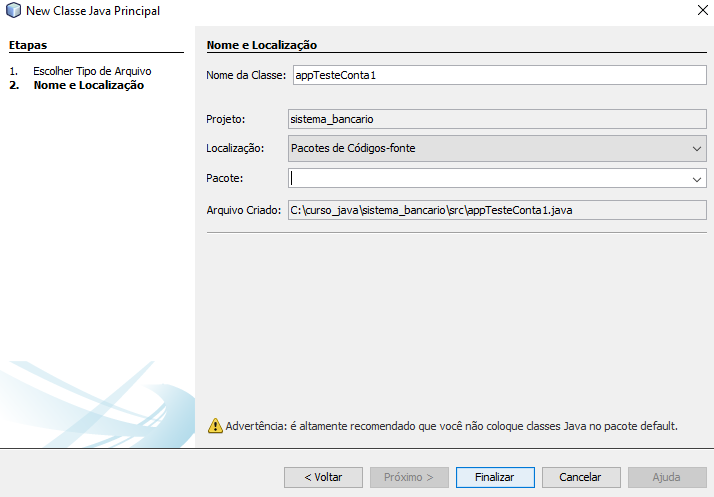 New Classe Java Principal
Etapas
1. Escolher Tipo de Arquivo
2. Nome e Localização
Nome e Localização
Nome da Classe: appTesteConta1
Projeto: sistema_bancario
Localização: Pacotes de Códigos-fonte
Pacote:
Arquivo Criado: C:\curso_java\sistema_bancario\src\appTesteConta1.java
Advertência: é altamente recomendado que você não coloque classes Java no pacote default.
< Voltar Próximo > Finalizar Cancelar Ajuda